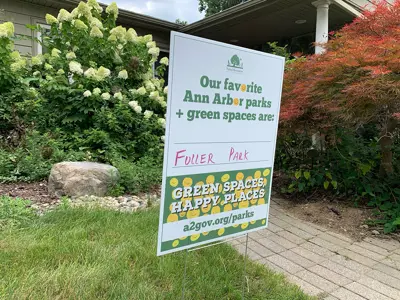 Our favorite
Ann Arbor parks
+ green spaces are:
FULLER PARK
GREEN SPACES,
HAPPY PLACES
a2gov.org/parks